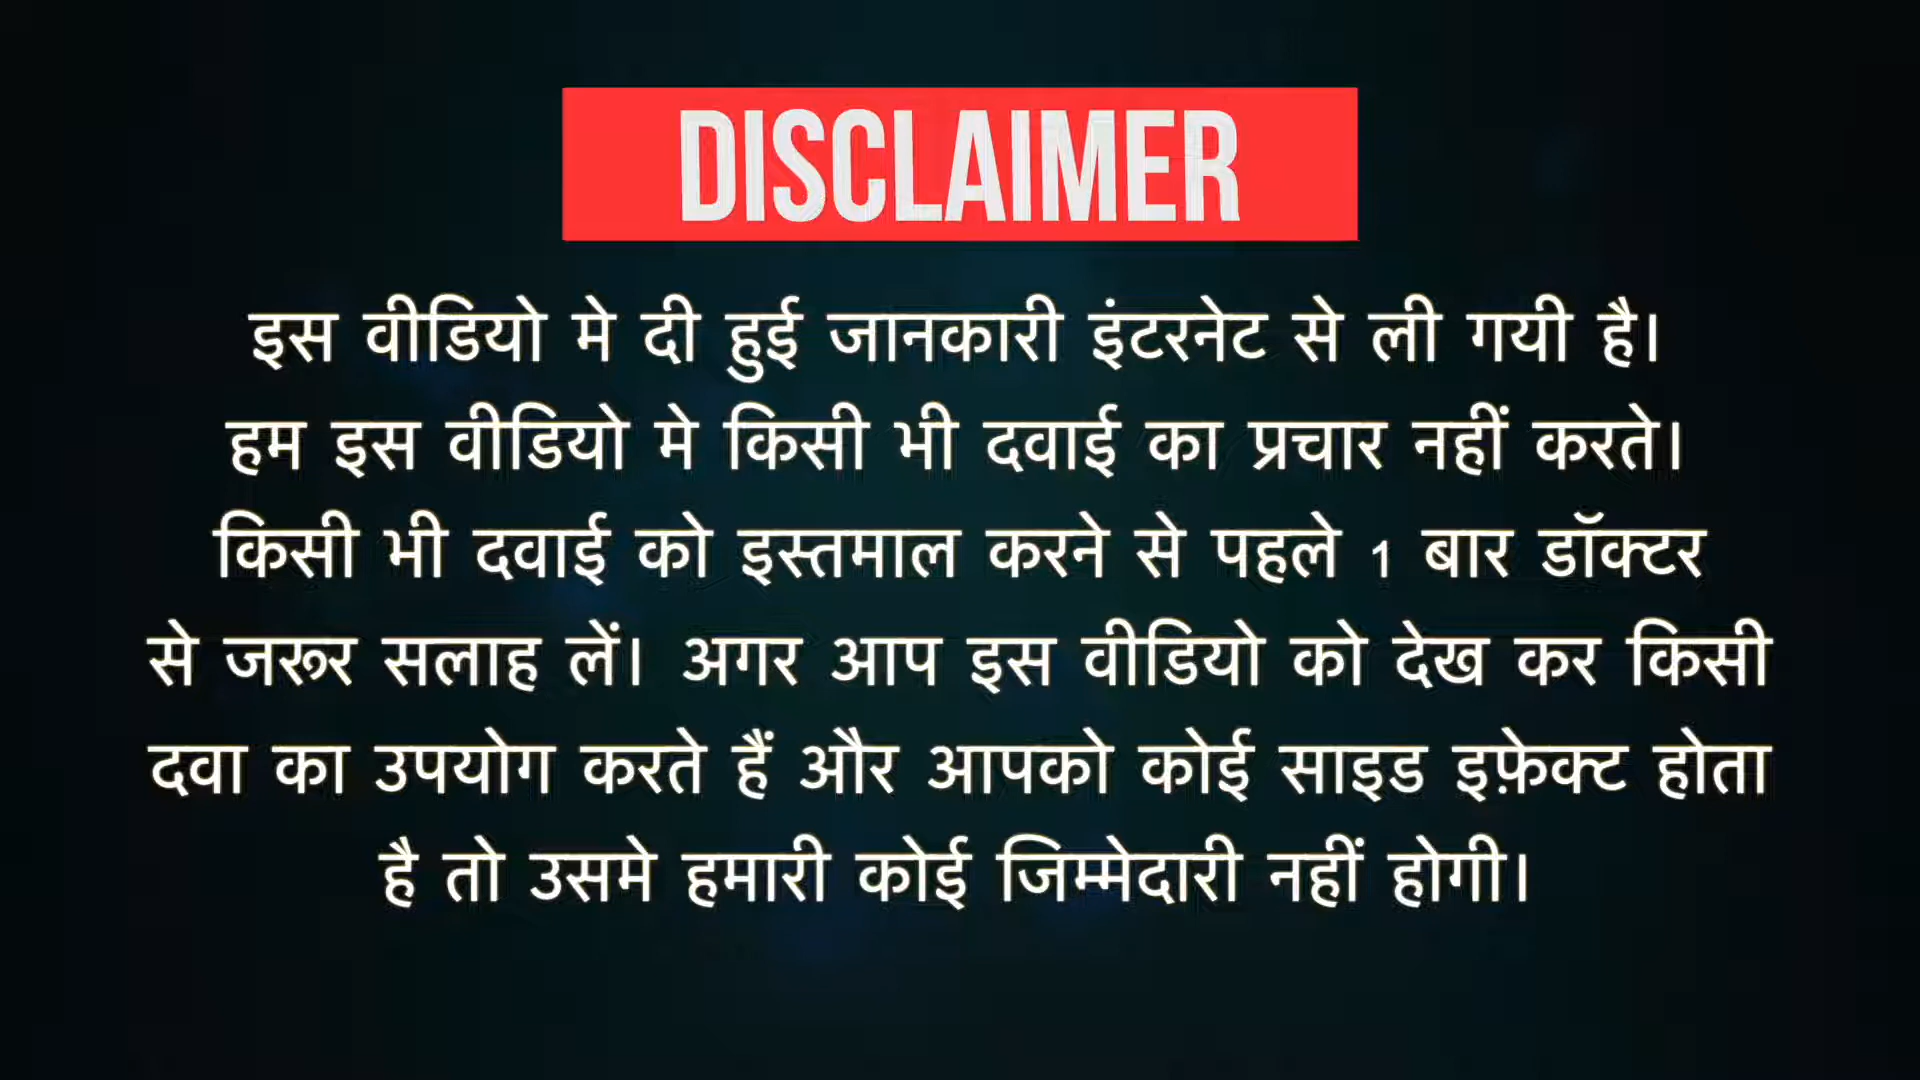 DISCLAIMER
इस वीडियो मे दी हुई जानकारी इंटरनेट से ली गयी है।
हम इस वीडियो मे किसी भी दवाई का प्रचार नहीं करते।
किसी भी दवाई को इस्तमाल करने से पहले 1 बार डॉक्टर
से जरूर सलाह लें। अगर आप इस वीडियो को देख कर किसी
दवा का उपयोग करते हैं और आपको कोई साइड इफ़ेक्ट होता
है तो उसमे हमारी कोई जिम्मेदारी नहीं होगी।